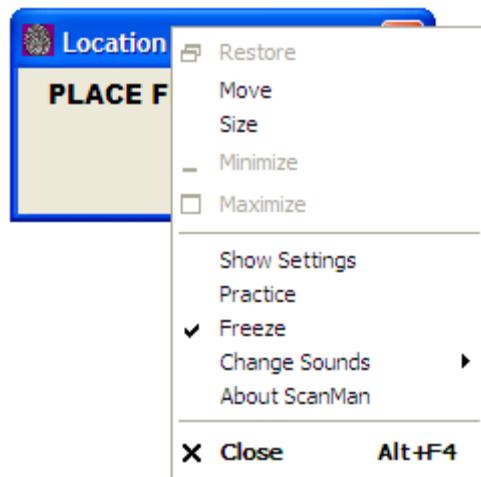 Location
PLACE F
Restore
Move
Size
Minimize
Maximize
Show Settings
Practice
Freeze
Change Sounds
About ScanMan
Close Alt+F4